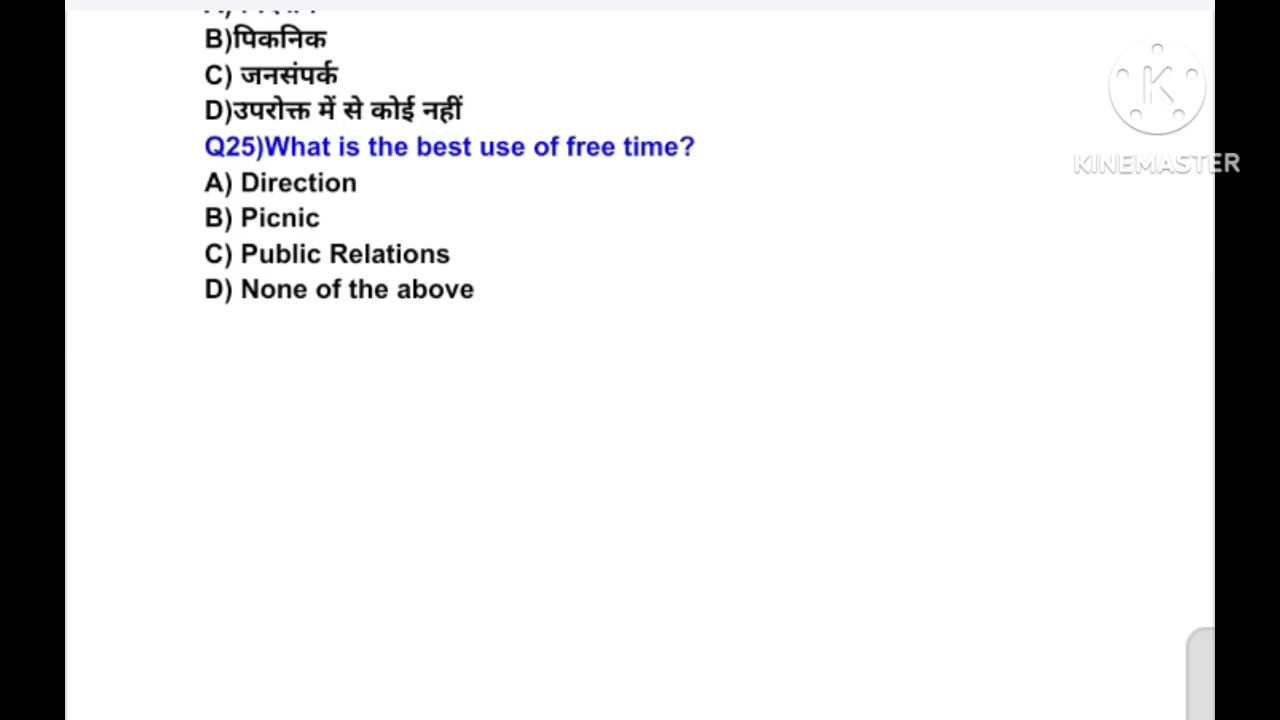 B)पिकनिक
C) जनसंपर्क
D)उपरोक्त में से कोई नहीं
Q25)What is the best use of free time?
A) Direction
B) Picnic
C) Public Relations
D) None of the above
K
KINEMASTER